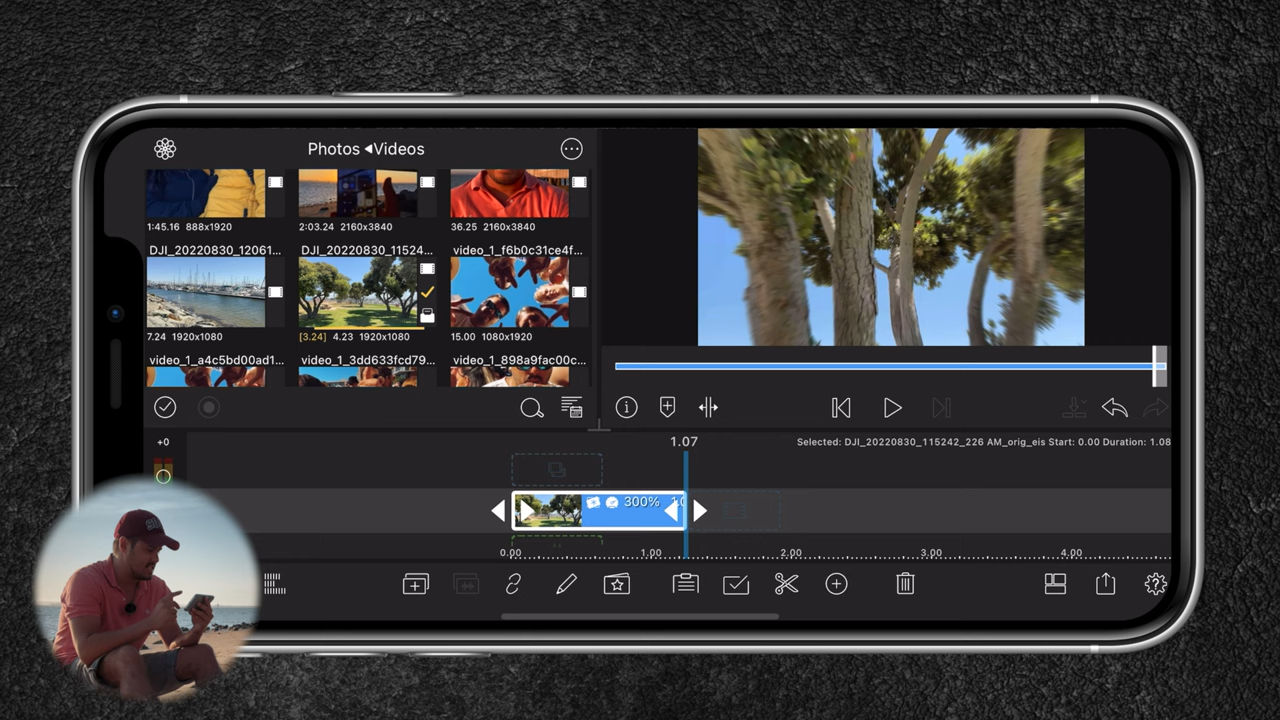 Photos ◂Videos
1:45.16 888x1920
2:03.24 2160x3840
36.25 2160x3840
DJI_20220830_12061...
DJI_20220830_11524...
video_1_f6b0c31ce4f...
7.24 1920x1080
[3.24] 4.23 1920x1080
15.00 1080x1920
video_1_a4c5bd00ad1...
video_1_3dd633fcd79...
video_1_898a9fac00c...
+0
1.07
Selected: DJI_20220830_115242_226 AM_orig_eis Start: 0.00 Duration: 1.08
300%
0.00 1.00 2.00 3.00 4.00